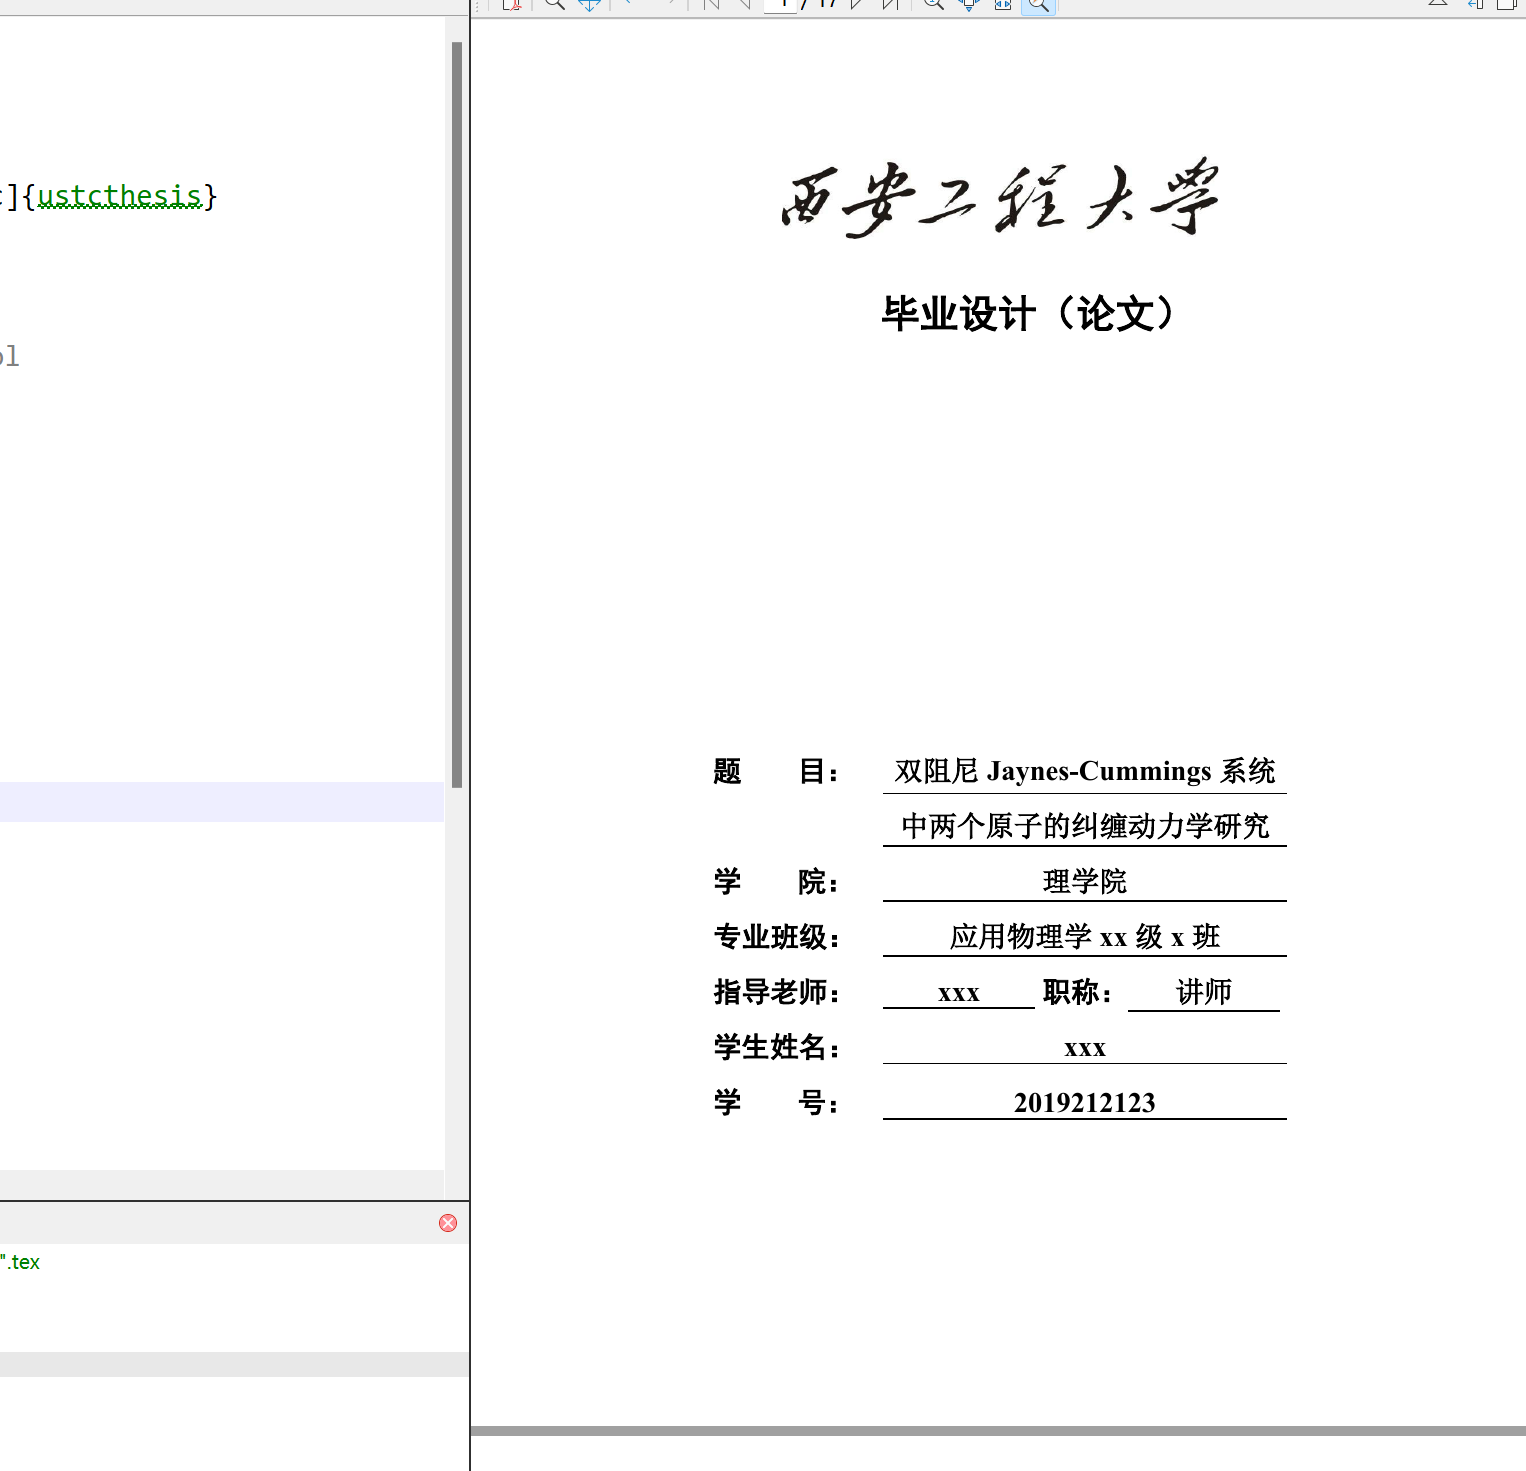 ]{ustcthesis}
ol
".tex
/ 17
西安工程大學
毕业设计（论文）
题 目： 双阻尼 Jaynes-Cummings 系统
中两个原子的纠缠动力学研究
学 院： 理学院
专业班级： 应用物理学 xx 级 x 班
指导老师： xxx 职称： 讲师
学生姓名： xxx
学 号： 2019212123